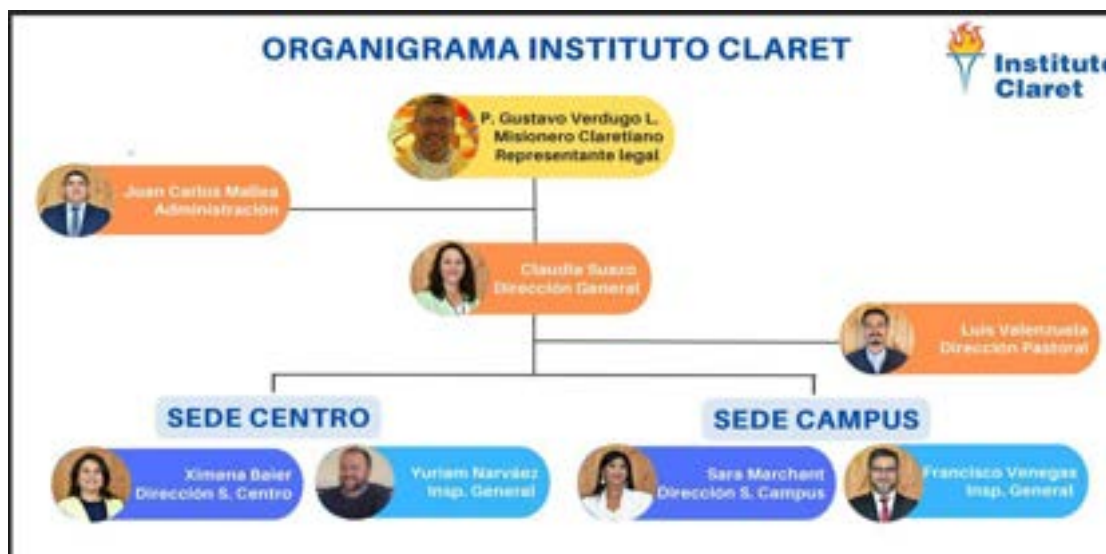 ORGANIGRAMA INSTITUTO CLARET
Instituto
Claret
P. Gustavo Verdugo L.
Misionero Claretiano
Representante legal
Juan Carlos Mallea
Administración
Claudia Suazo
Dirección General
Luis Valenzuela
Dirección Pastoral
SEDE CENTRO
SEDE CAMPUS
Ximena Beier
Dirección S. Centro
Yuriam Narváez
Insp. General
Sara Marchant
Dirección S. Campus
Francisco Venegas
Insp. General